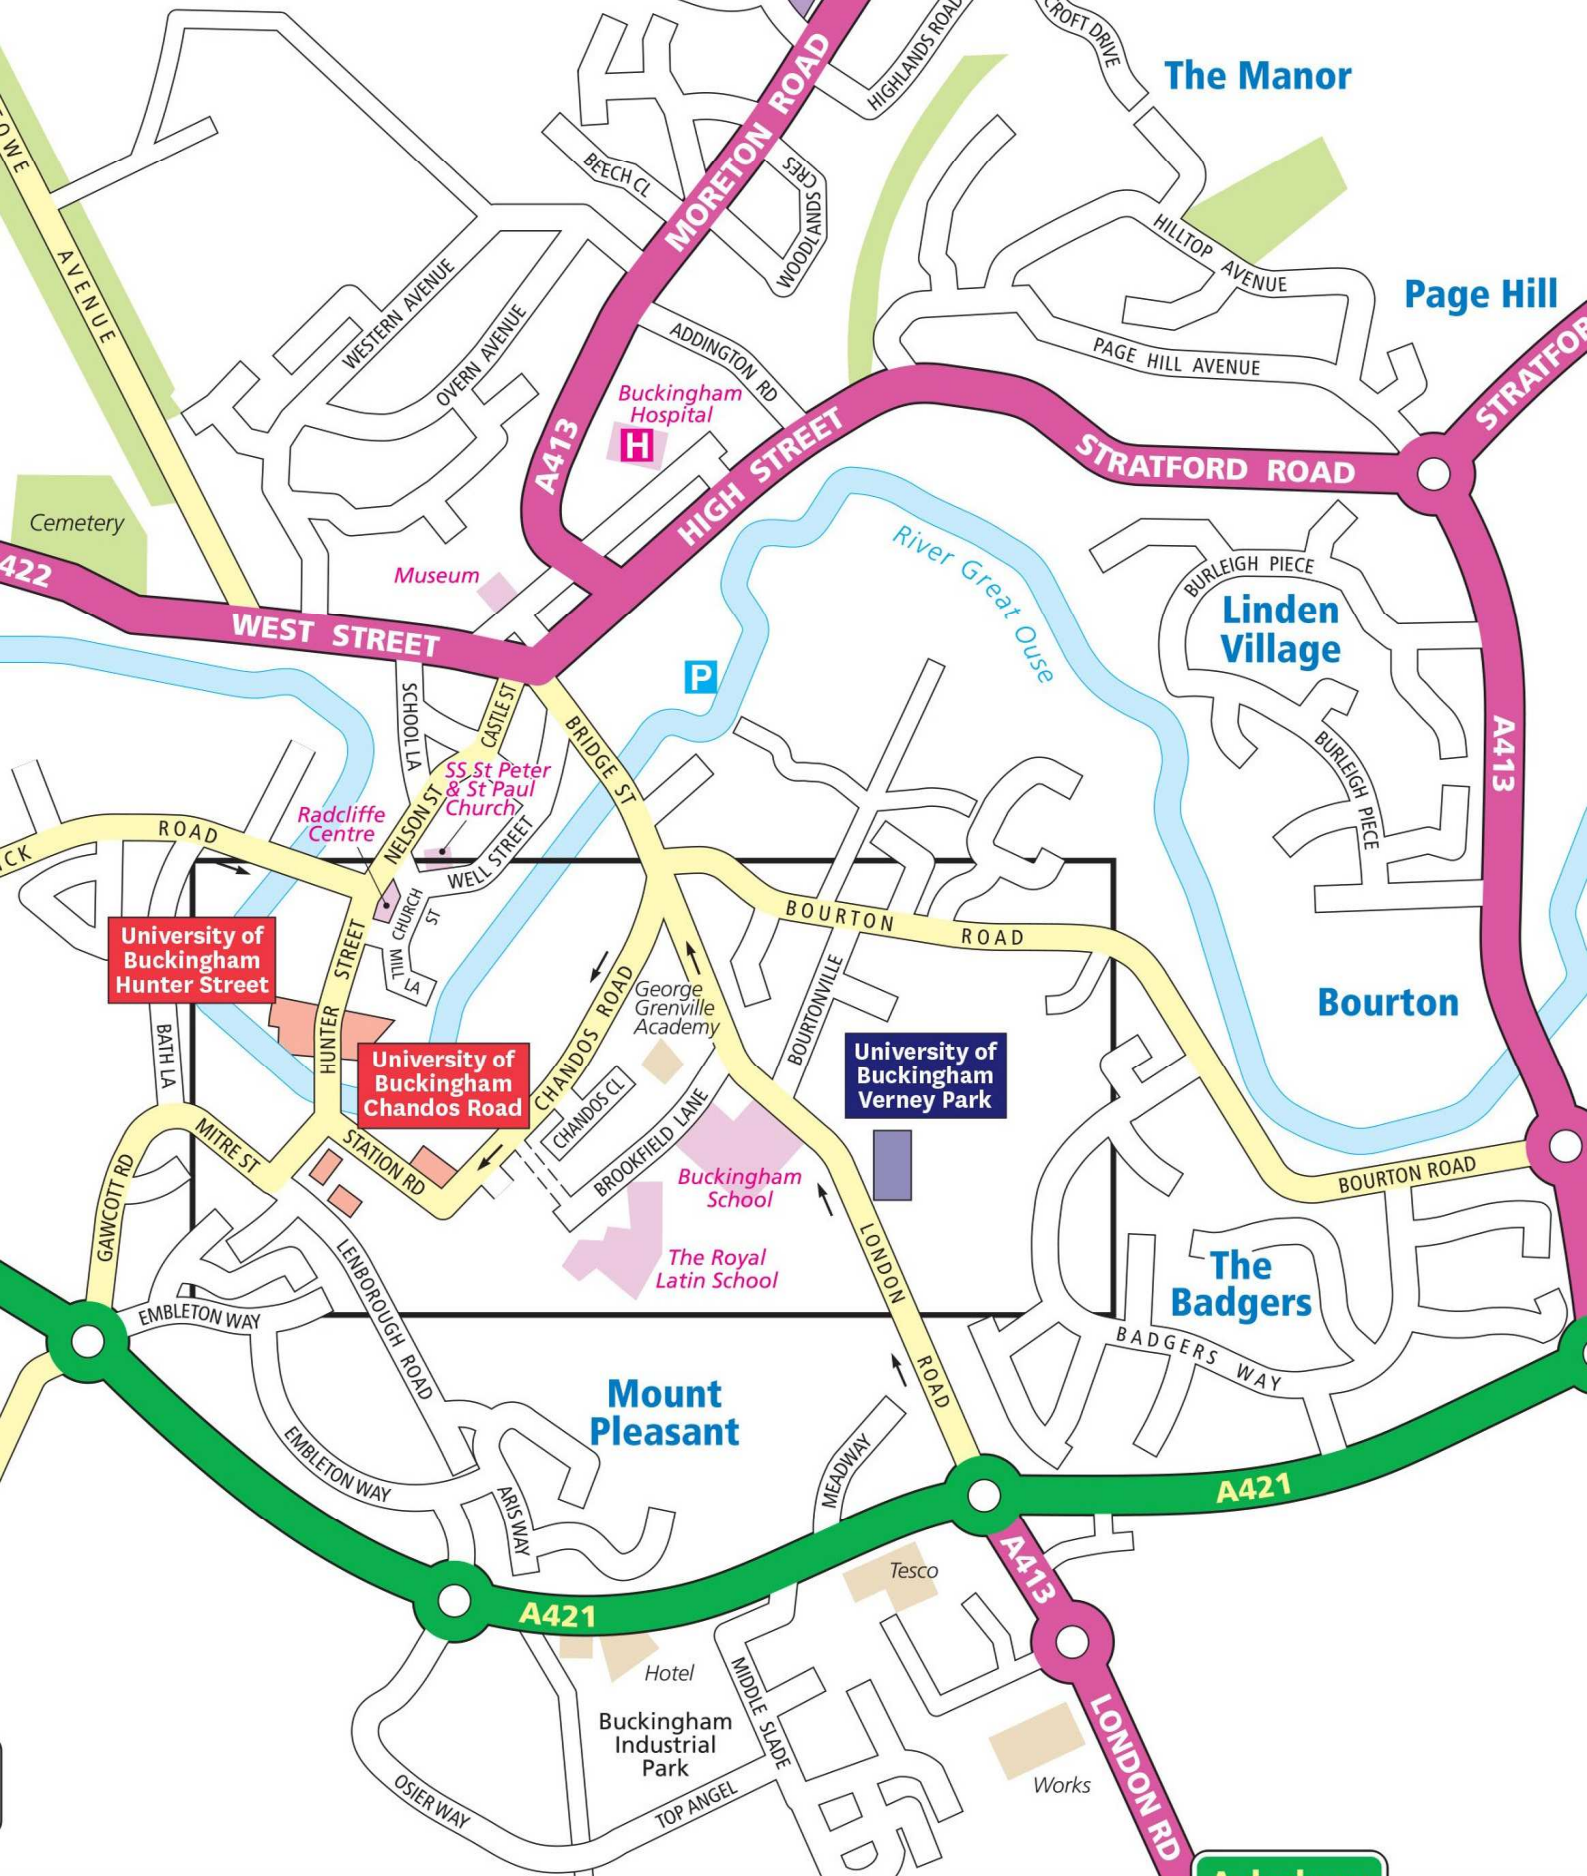 CROFT DRIVE
The Manor
HIGHLANDS ROAD
MORETON ROAD
BEECH CL
WOODLANDS CRES
HILLTOP AVENUE
Page Hill
AVENUE
WESTERN AVENUE
OVERN AVENUE
ADDINGTON RD
PAGE HILL AVENUE
Buckingham
Hospital
H
A413
HIGH STREET
STRATFORD ROAD
Cemetery
422
Museum
WEST STREET
River Great Ouse
BURLEIGH PIECE
Linden
Village
P
A413
SCHOOL LA
CASTLE ST
BRIDGE ST
BURLEIGH PIECE
SS St Peter
& St Paul
Church
Radcliffe
Centre
NELSON ST
WELL STREET
ROAD
CHURCH
ST
MILL LA
BOURTON ROAD
University of
Buckingham
Hunter Street
HUNTER STREET
BATH LA
George
Grenville
Academy
CHANDOS ROAD
BOURTONVILLE
Bourton
University of
Buckingham
Chandos Road
University of
Buckingham
Verney Park
CHANDOS CL
BROOKFIELD LANE
MITRE ST
STATION RD
GAWCOTT RD
Buckingham
School
BOURTON ROAD
The Royal
Latin School
LONDON ROAD
The
Badgers
LENBOROUGH ROAD
EMBLETON WAY
BADGERS WAY
Mount
Pleasant
EMBLETON WAY
ARIS WAY
MEADWAY
A421
A421
Tesco
A413
Hotel
Buckingham
Industrial
Park
MIDDLE SLADE
Works
LONDON RD
OSIER WAY
TOP ANGEL